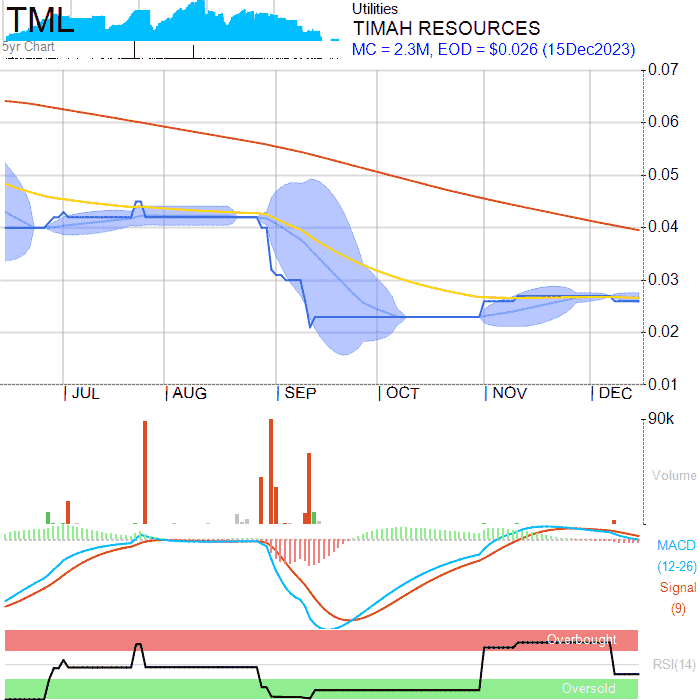 TML
5yr Chart
Utilities
TIMAH RESOURCES
MC = 2.3M, EOD = $0.026 (15Dec2023)
0.07
0.06
0.05
0.04
0.03
0.02
0.01
JUL AUG SEP OCT NOV DEC
90k
Volume
MACD
(12-26)
Signal
(9)
Overbought
RSI(14)
Oversold